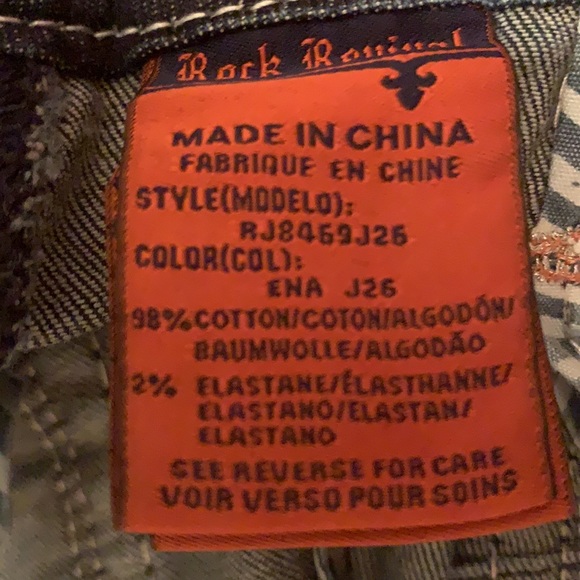 Rock Revival
MADE IN CHINA
FABRIQUE EN CHINE
STYLE(MODELO):
RJ8469J26
COLOR(COL):
ENA J26
98% COTTON/COTON/ALGODÓN/
BAUMWOLLE/ALGODÃO
2% ELASTANE/ÉLASTHANNE/
ELASTANO/ELASTAN/
ELASTANO
SEE REVERSE FOR CARE
VOIR VERSO POUR SOINS